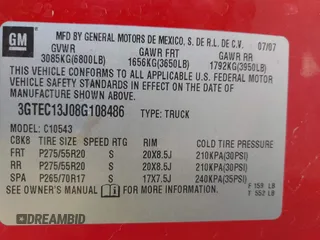 GM
MFD BY GENERAL MOTORS DE MEXICO, S. DE R.L. DE C.V. 07/07
GVWR GAWR FRT GAWR RR
3085KG(6800LB) 1656KG(3650LB) 1792KG(3950LB)
THIS VEHICLE CONFORMS TO ALL APPLICABLE U.S. FEDERAL MOTOR
VEHICLE SAFETY STANDARDS IN EFFECT ON THE DATE OF
MANUFACTURE SHOWN ABOVE.
3GTEC13J08G108486 TYPE: TRUCK
MODEL: C10543
CBK8 TIRE SIZE SPEED RTG RIM COLD TIRE PRESSURE
FRT P275/55R20 S 20X8.5J 210KPA(30PSI)
RR P275/55R20 S 20X8.5J 210KPA(30PSI)
SPA P265/70R17 S 17X7.5J 240KPA(35PSI)
SEE OWNER'S MANUAL FOR MORE INFORMATION.
F 159 LB
T 552 LB
DREAMBID